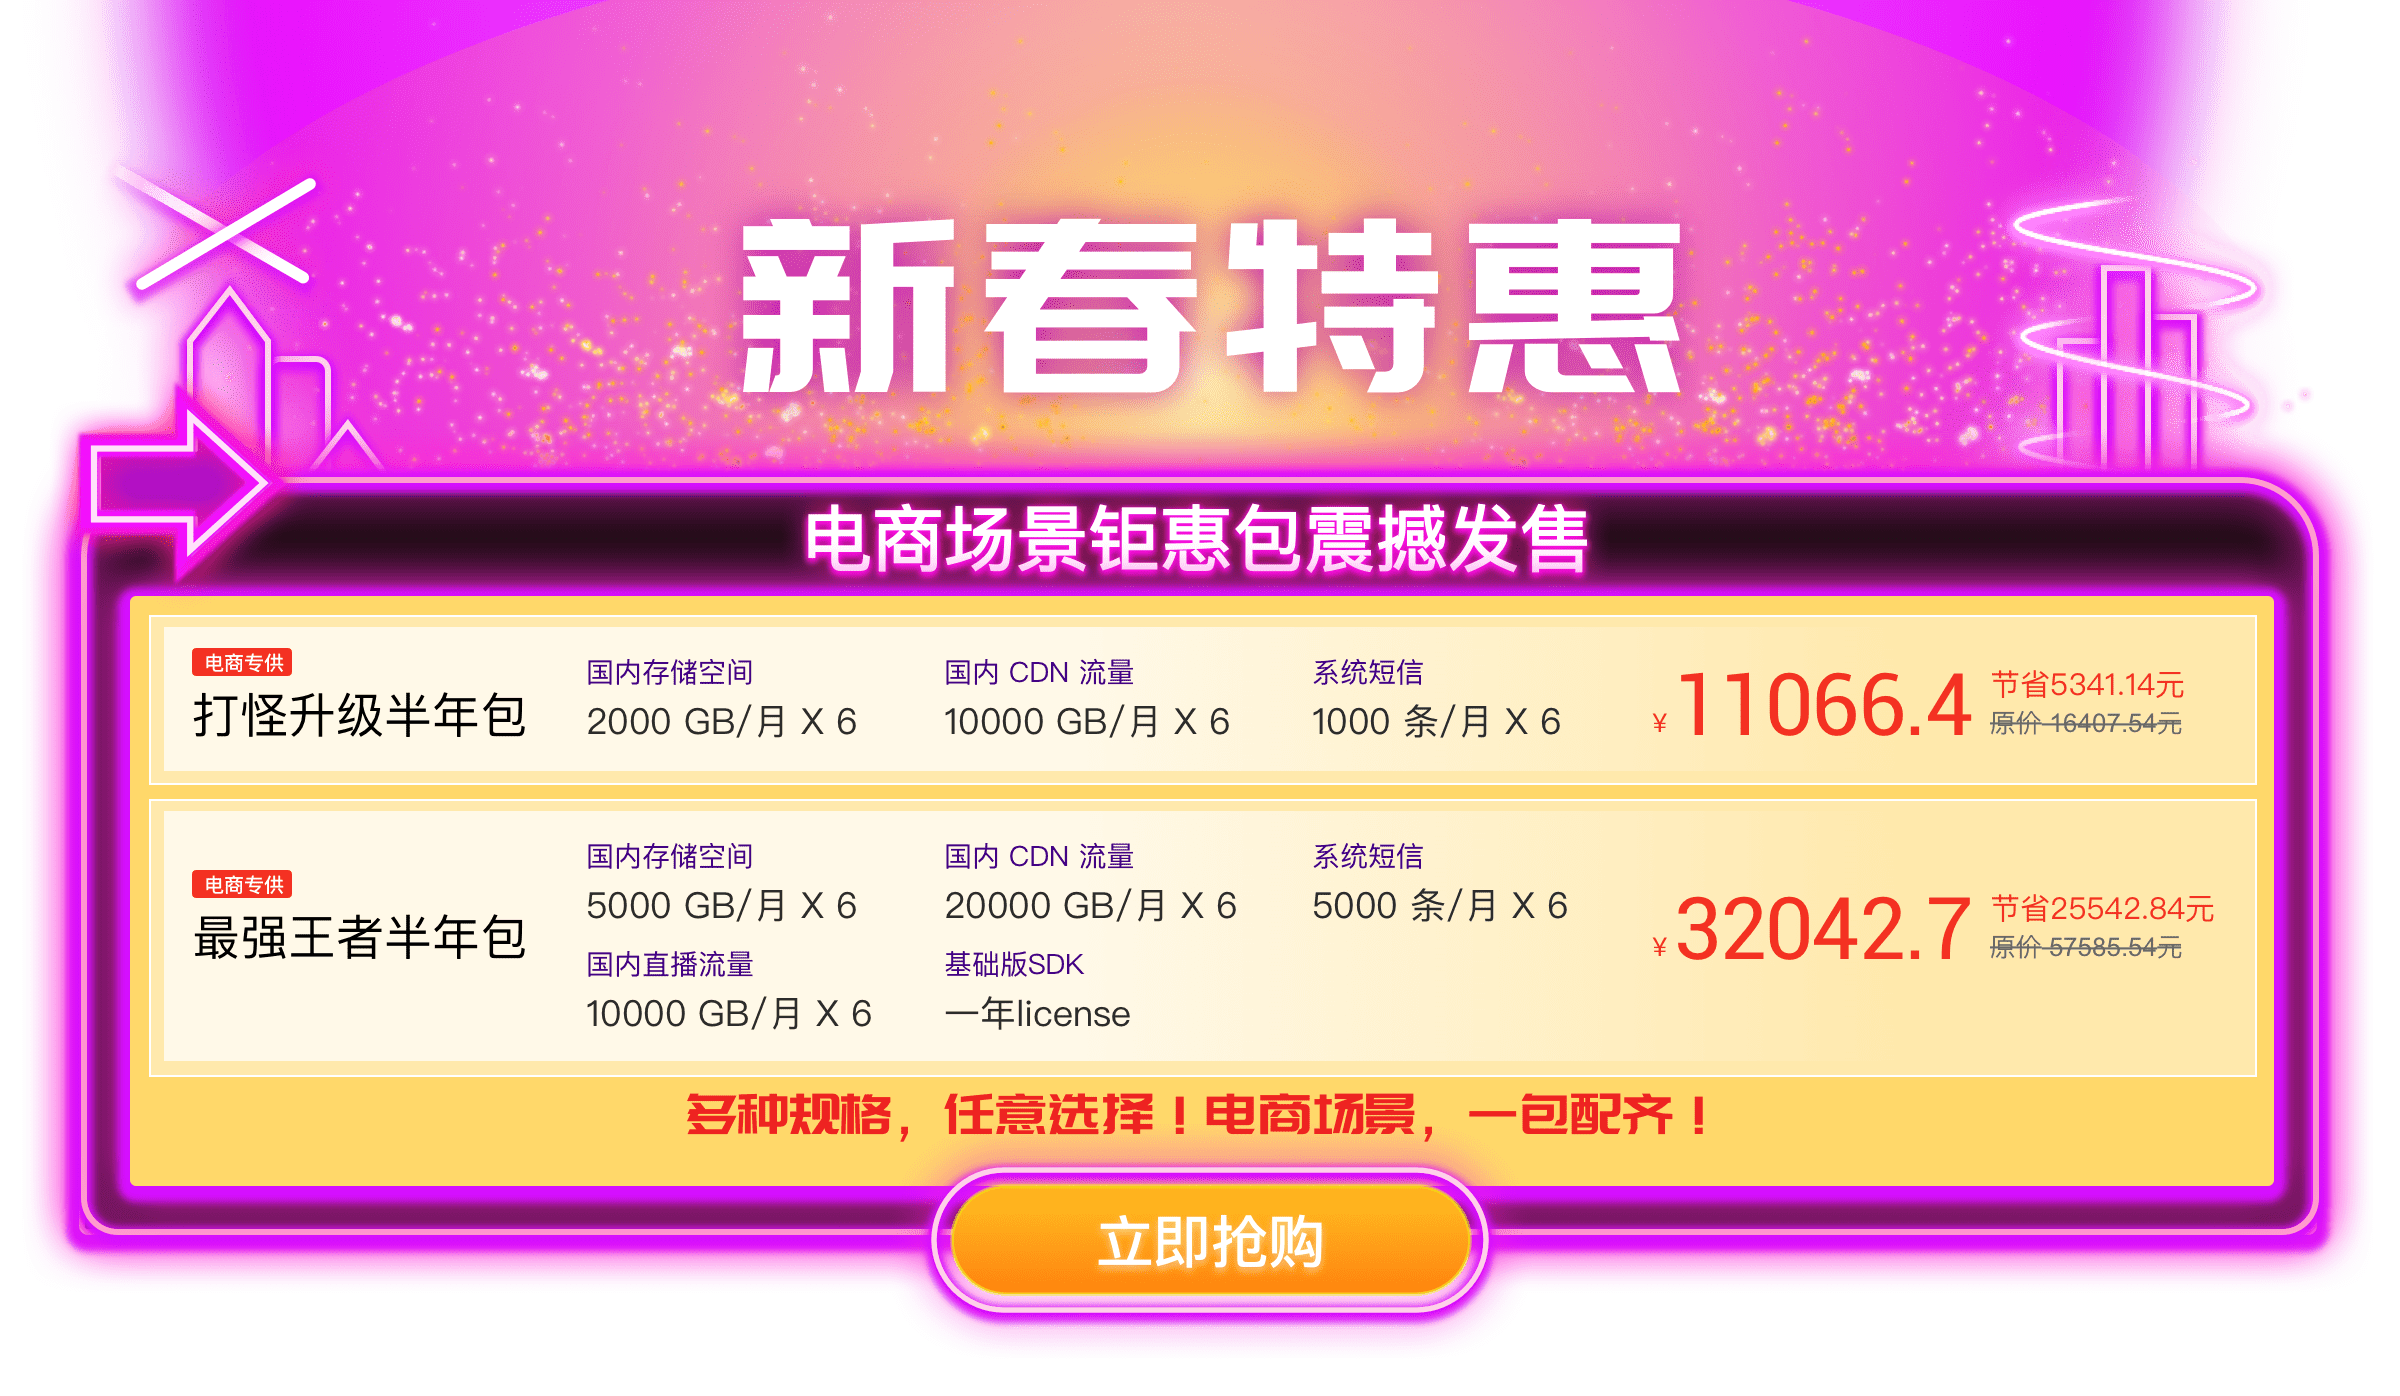 新春特惠
电商场景钜惠包震撼发售
电商专供
打怪升级半年包
国内存储空间
2000 GB/月 X 6
国内 CDN 流量
10000 GB/月 X 6
系统短信
1000 条/月 X 6
¥ 11066.4
节省5341.14元
原价 16407.54元
电商专供
最强王者半年包
国内存储空间
5000 GB/月 X 6
国内 CDN 流量
20000 GB/月 X 6
系统短信
5000 条/月 X 6
国内直播流量
10000 GB/月 X 6
基础版SDK
一年license
¥ 32042.7
节省25542.84元
原价 57585.54元
多种规格，任意选择！电商场景，一包配齐！
立即抢购